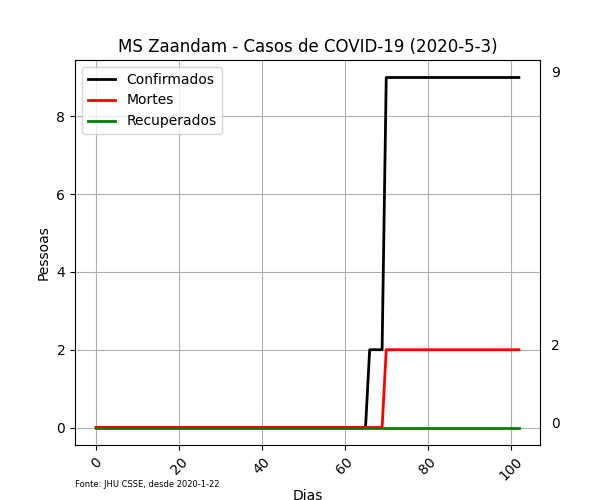 MS Zaandam - Casos de COVID-19 (2020-5-3)
Confirmados
Mortes
Recuperados
9
2
0
8
6
4
2
0
Pessoas
0
20
40
60
80
100
Fonte: JHU CSSE, desde 2020-1-22
Dias